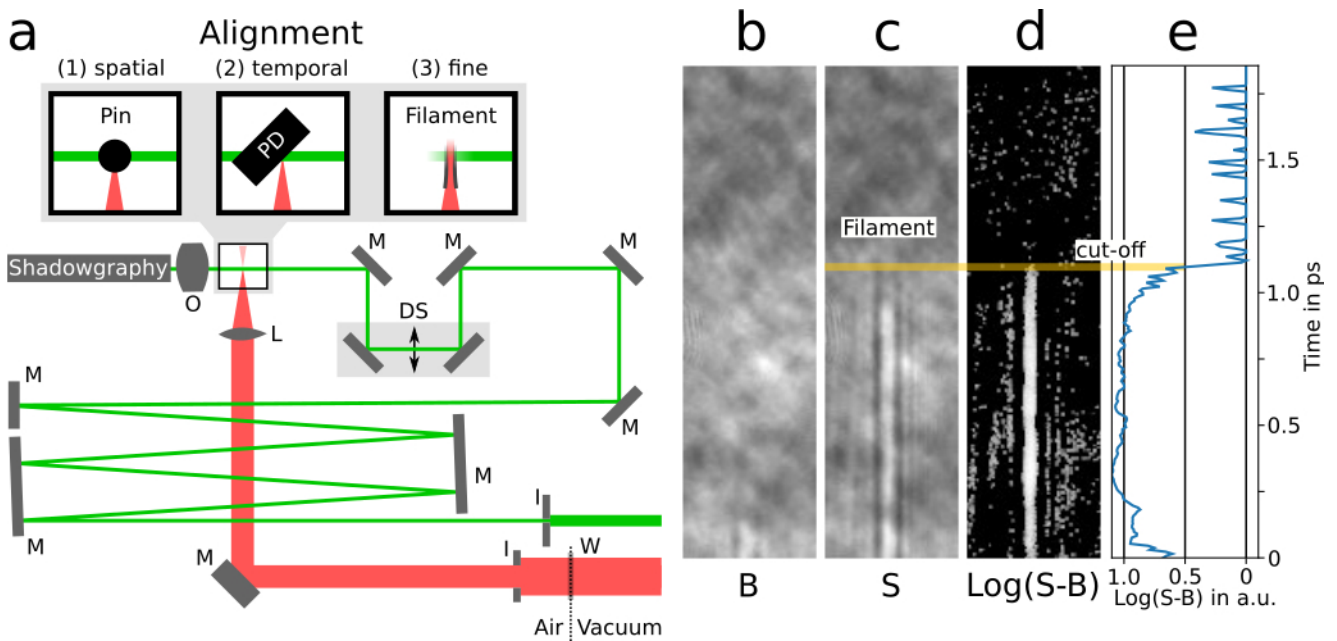 a
Alignment
(1) spatial
(2) temporal
(3) fine
Pin
PD
Filament
Shadowgraphy
O
L
M
M
M
DS
M
M
M
M
M
I
I
W
Air
Vacuum
b
c
d
e
Filament
cut-off
B
S
Log(S-B)
1.5
1.0
0.5
0
Time in ps
1.0
0.5
0
Log(S-B) in a.u.